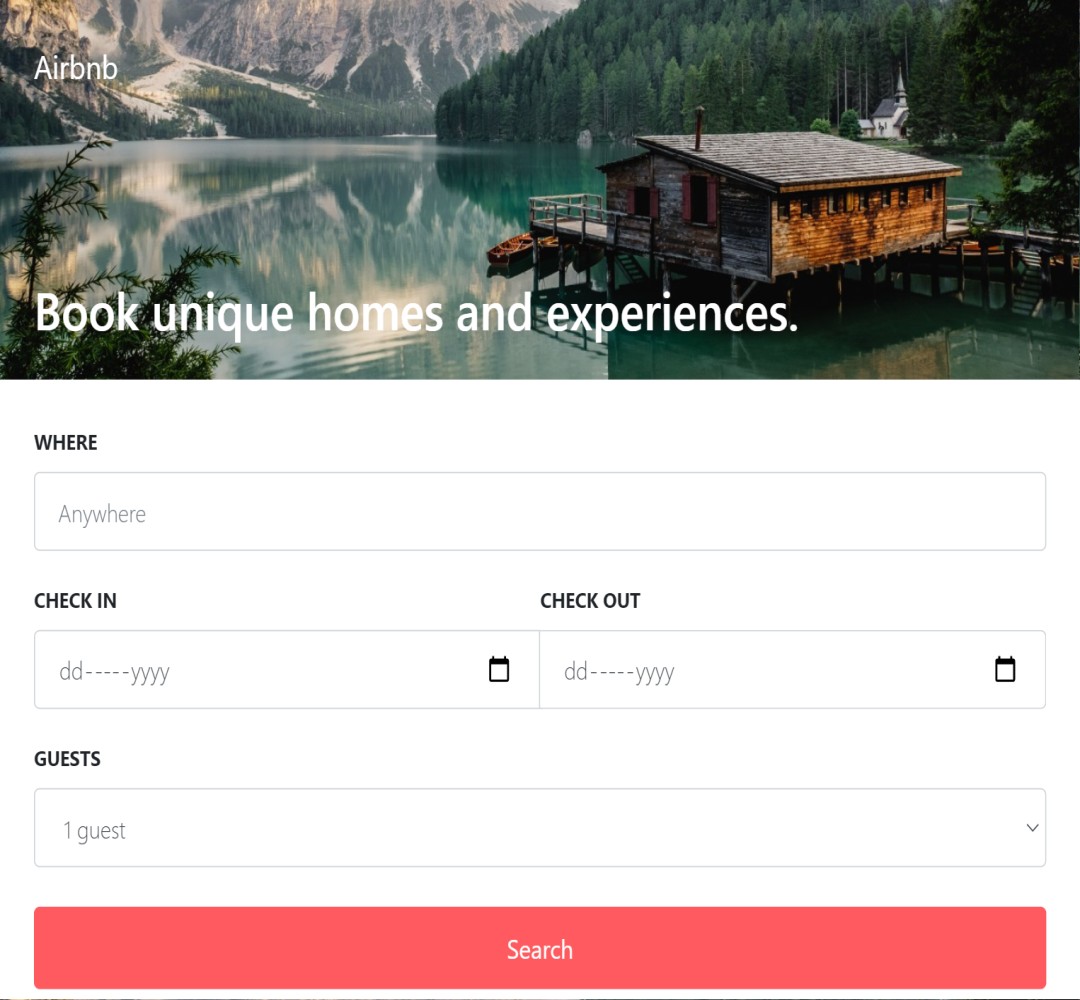 Airbnb
Book unique homes and experiences.
WHERE
Anywhere
CHECK IN CHECK OUT
dd-----yyyy dd-----yyyy
GUESTS
1 guest
Search